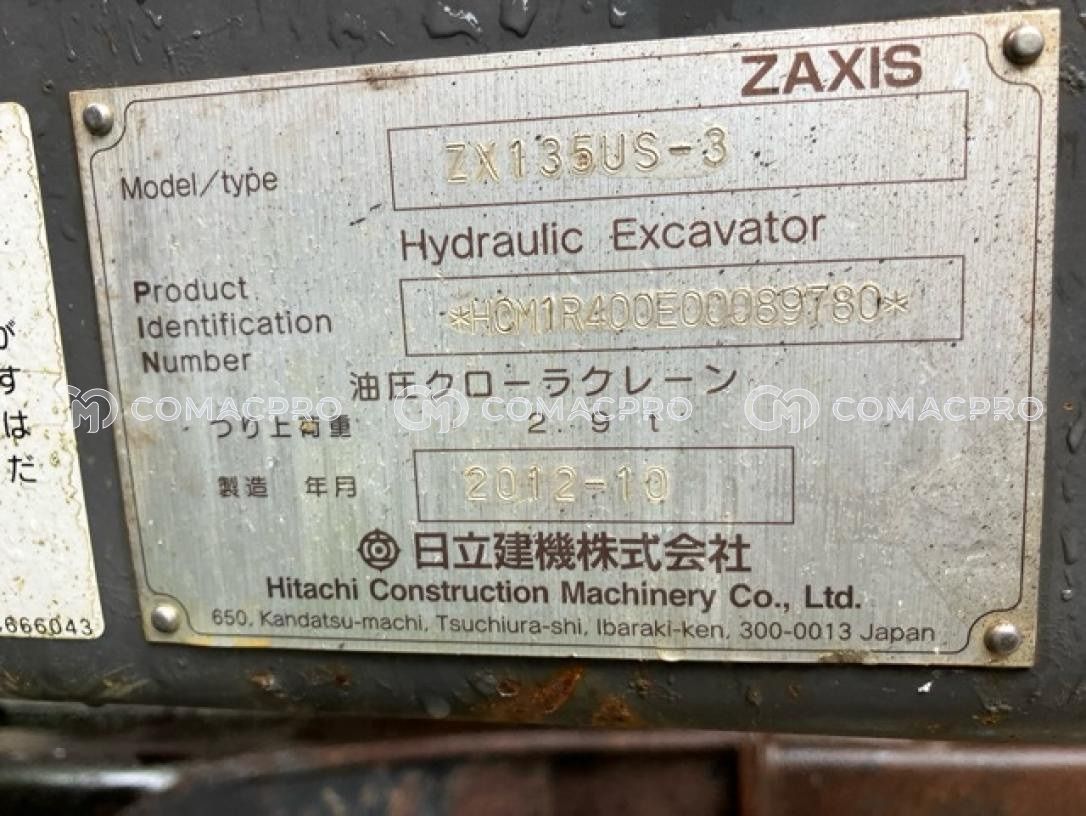 ZAXIS
Model/type ZX135US-3
Hydraulic Excavator
Product
Identification *HCM1R400E00089780*
Number
油圧クローラクレーン
つり上荷重 2.9t
製造 年月 2012-10
日立建機株式会社
Hitachi Construction Machinery Co., Ltd.
650, Kandatsu-machi, Tsuchiura-shi, Ibaraki-ken, 300-0013 Japan
が
す
は
だ
666043
COMACPRO COMACPRO COMACPRO